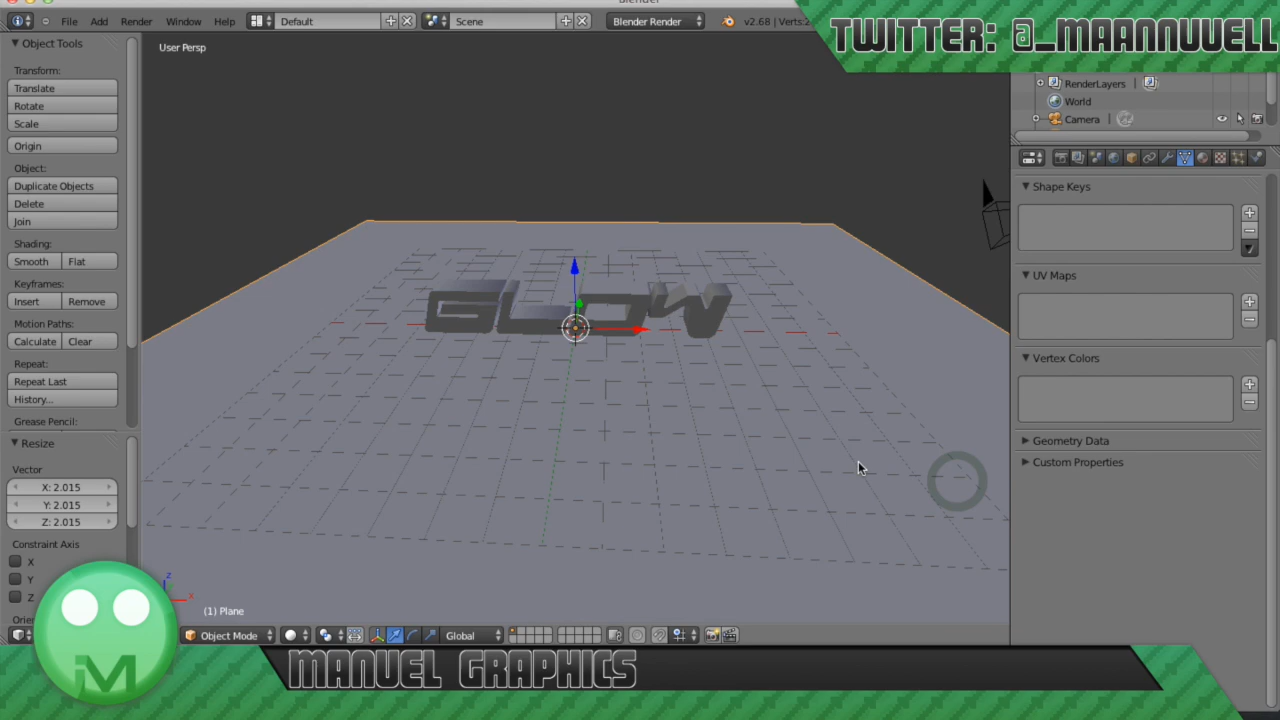 Blender
File Add Render Window Help Default Scene Blender Render v2.68 | Verts:2
TWITTER: @_MAANNUUELL
Object Tools
User Persp
Transform:
Translate
Rotate
Scale
Origin
Object:
Duplicate Objects
Delete
Join
Shading:
Smooth Flat
Keyframes:
Insert Remove
Motion Paths:
Calculate Clear
Repeat:
Repeat Last
History...
Grease Pencil:
Resize
Vector
X: 2.015
Y: 2.015
Z: 2.015
Constraint Axis
X
Y
Z
GLOW
z
x
(1) Plane
Object Mode Global
RenderLayers |
World
Camera |
Shape Keys
UV Maps
Vertex Colors
Geometry Data
Custom Properties
iM
MANUEL GRAPHICS